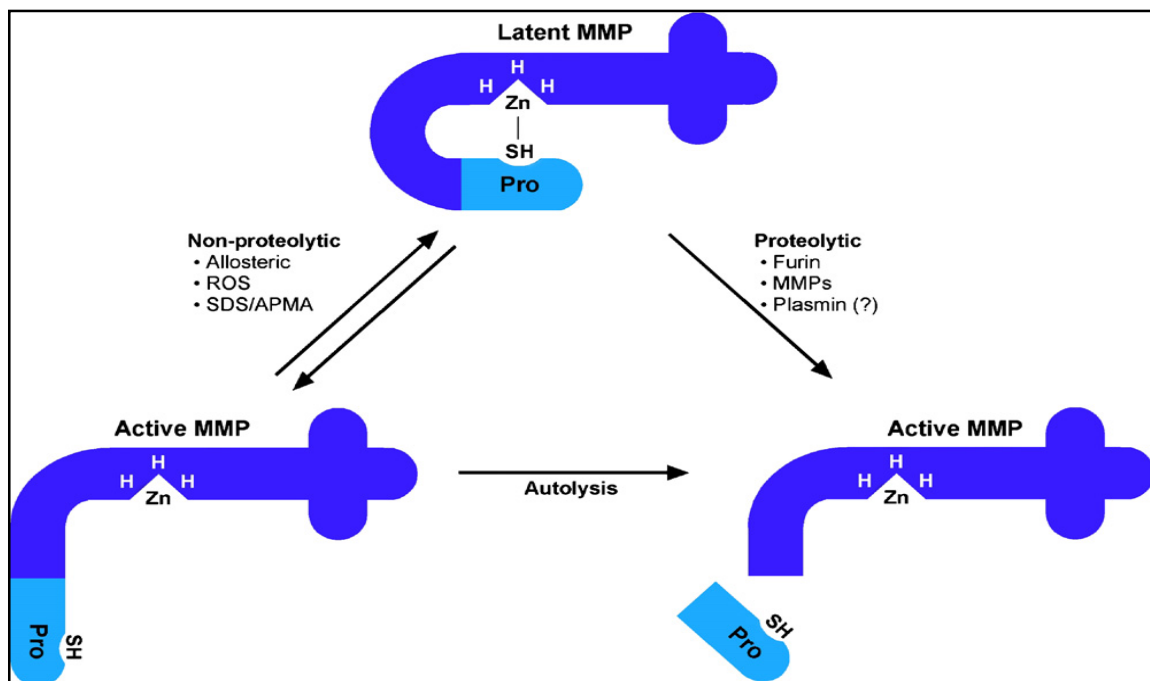 Latent MMP
H
H H
Zn
SH
Pro
Non-proteolytic
• Allosteric
• ROS
• SDS/APMA
Proteolytic
• Furin
• MMPs
• Plasmin (?)
Active MMP
H
H H
Zn
Pro
SH
Autolysis
Active MMP
H
H H
Zn
SH
Pro